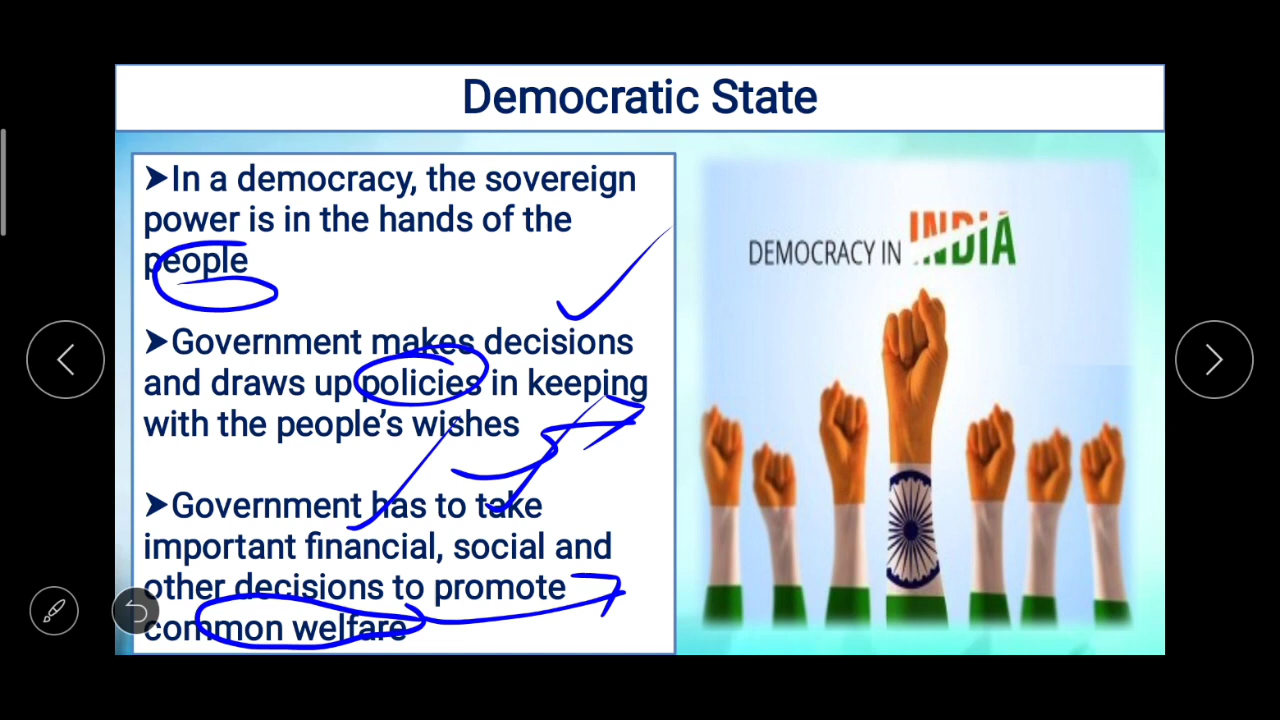 Democratic State
➤In a democracy, the sovereign
power is in the hands of the
people
➤Government makes decisions
and draws up policies in keeping
with the people's wishes
➤Government has to take
important financial, social and
other decisions to promote
common welfare
DEMOCRACY IN INDIA